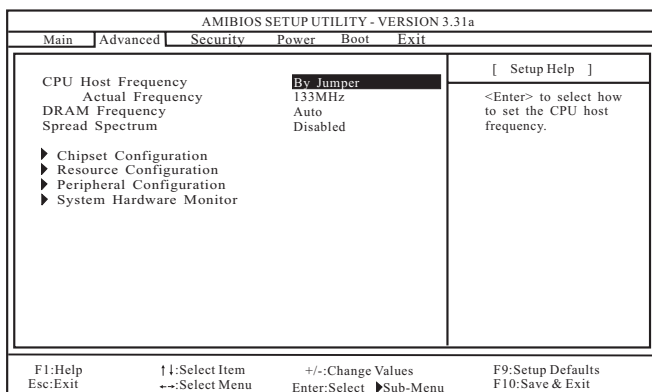 AMIBIOS SETUP UTILITY - VERSION 3.31a
Main Advanced Security Power Boot Exit
[ Setup Help ]
CPU Host Frequency By Jumper
Actual Frequency 133MHz
DRAM Frequency Auto
Spread Spectrum Disabled
<Enter> to select how
to set the CPU host
frequency.
Chipset Configuration
Resource Configuration
Peripheral Configuration
System Hardware Monitor
F1:Help ↑↓:Select Item +/-:Change Values F9:Setup Defaults
Esc:Exit ←→:Select Menu Enter:Select ▶Sub-Menu F10:Save & Exit